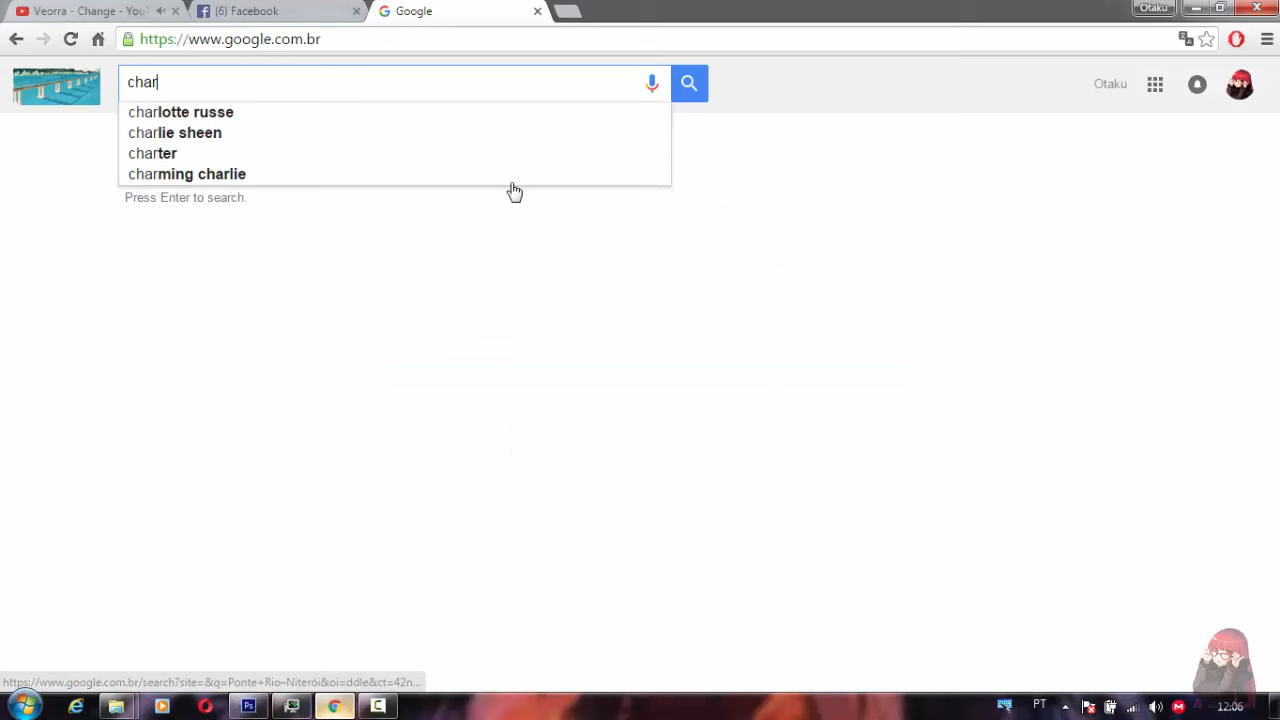 Veorra - Change - YouT
(6) Facebook
Google
Otaku
https://www.google.com.br
char
Otaku
charlotte russe
charlie sheen
charter
charming charlie
Press Enter to search.
https://www.google.com.br/search?site=&q=Ponte+Rio-Niterói&oi=ddle&ct=42n...
Ps
PT
12:06